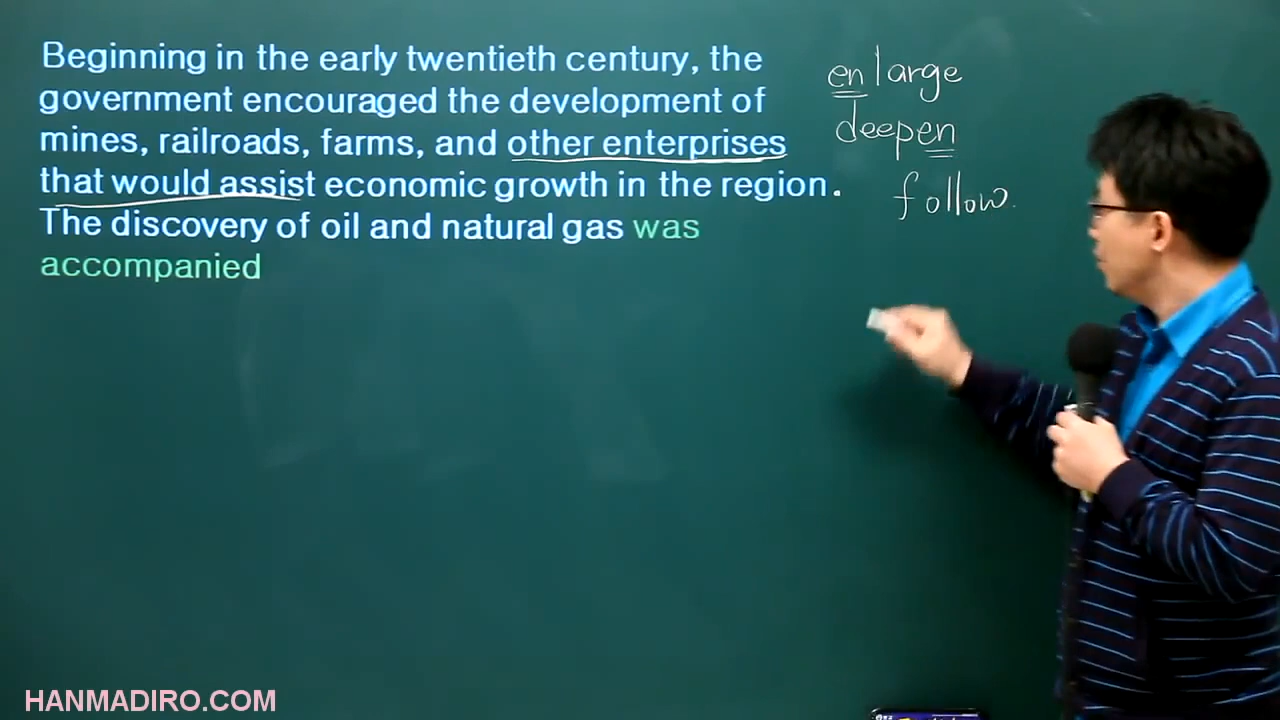 Beginning in the early twentieth century, the
government encouraged the development of
mines, railroads, farms, and other enterprises
that would assist economic growth in the region.
The discovery of oil and natural gas was
accompanied
enlarge
deepen
follow.
HANMADIRO.COM